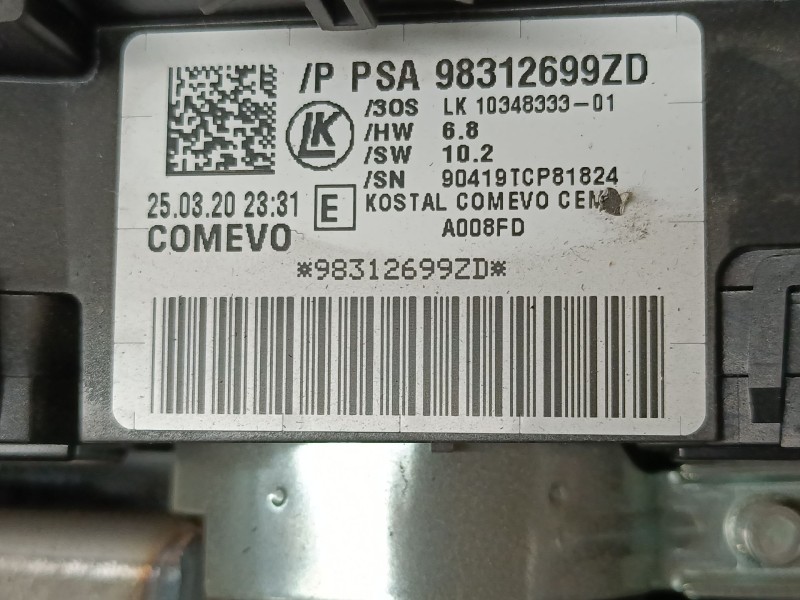 /P PSA 98312699ZD
LK
/3OS LK 10348333-01
/HW 6.8
/SW 10.2
/SN 90419TCP81824
25.03.20 23:31 E KOSTAL COMEVO
COMEVO A008FD
*98312699ZD*